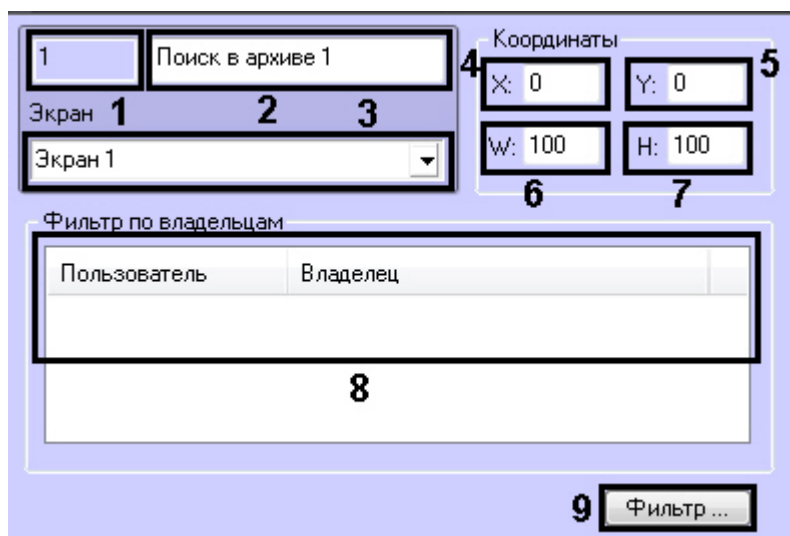 1 Поиск в архиве 1
Экран 1 2 3
Экран 1
Координаты
4 X: 0 Y: 0 5
W: 100 H: 100
6 7
Фильтр по владельцам
Пользователь Владелец
8
9 Фильтр ...